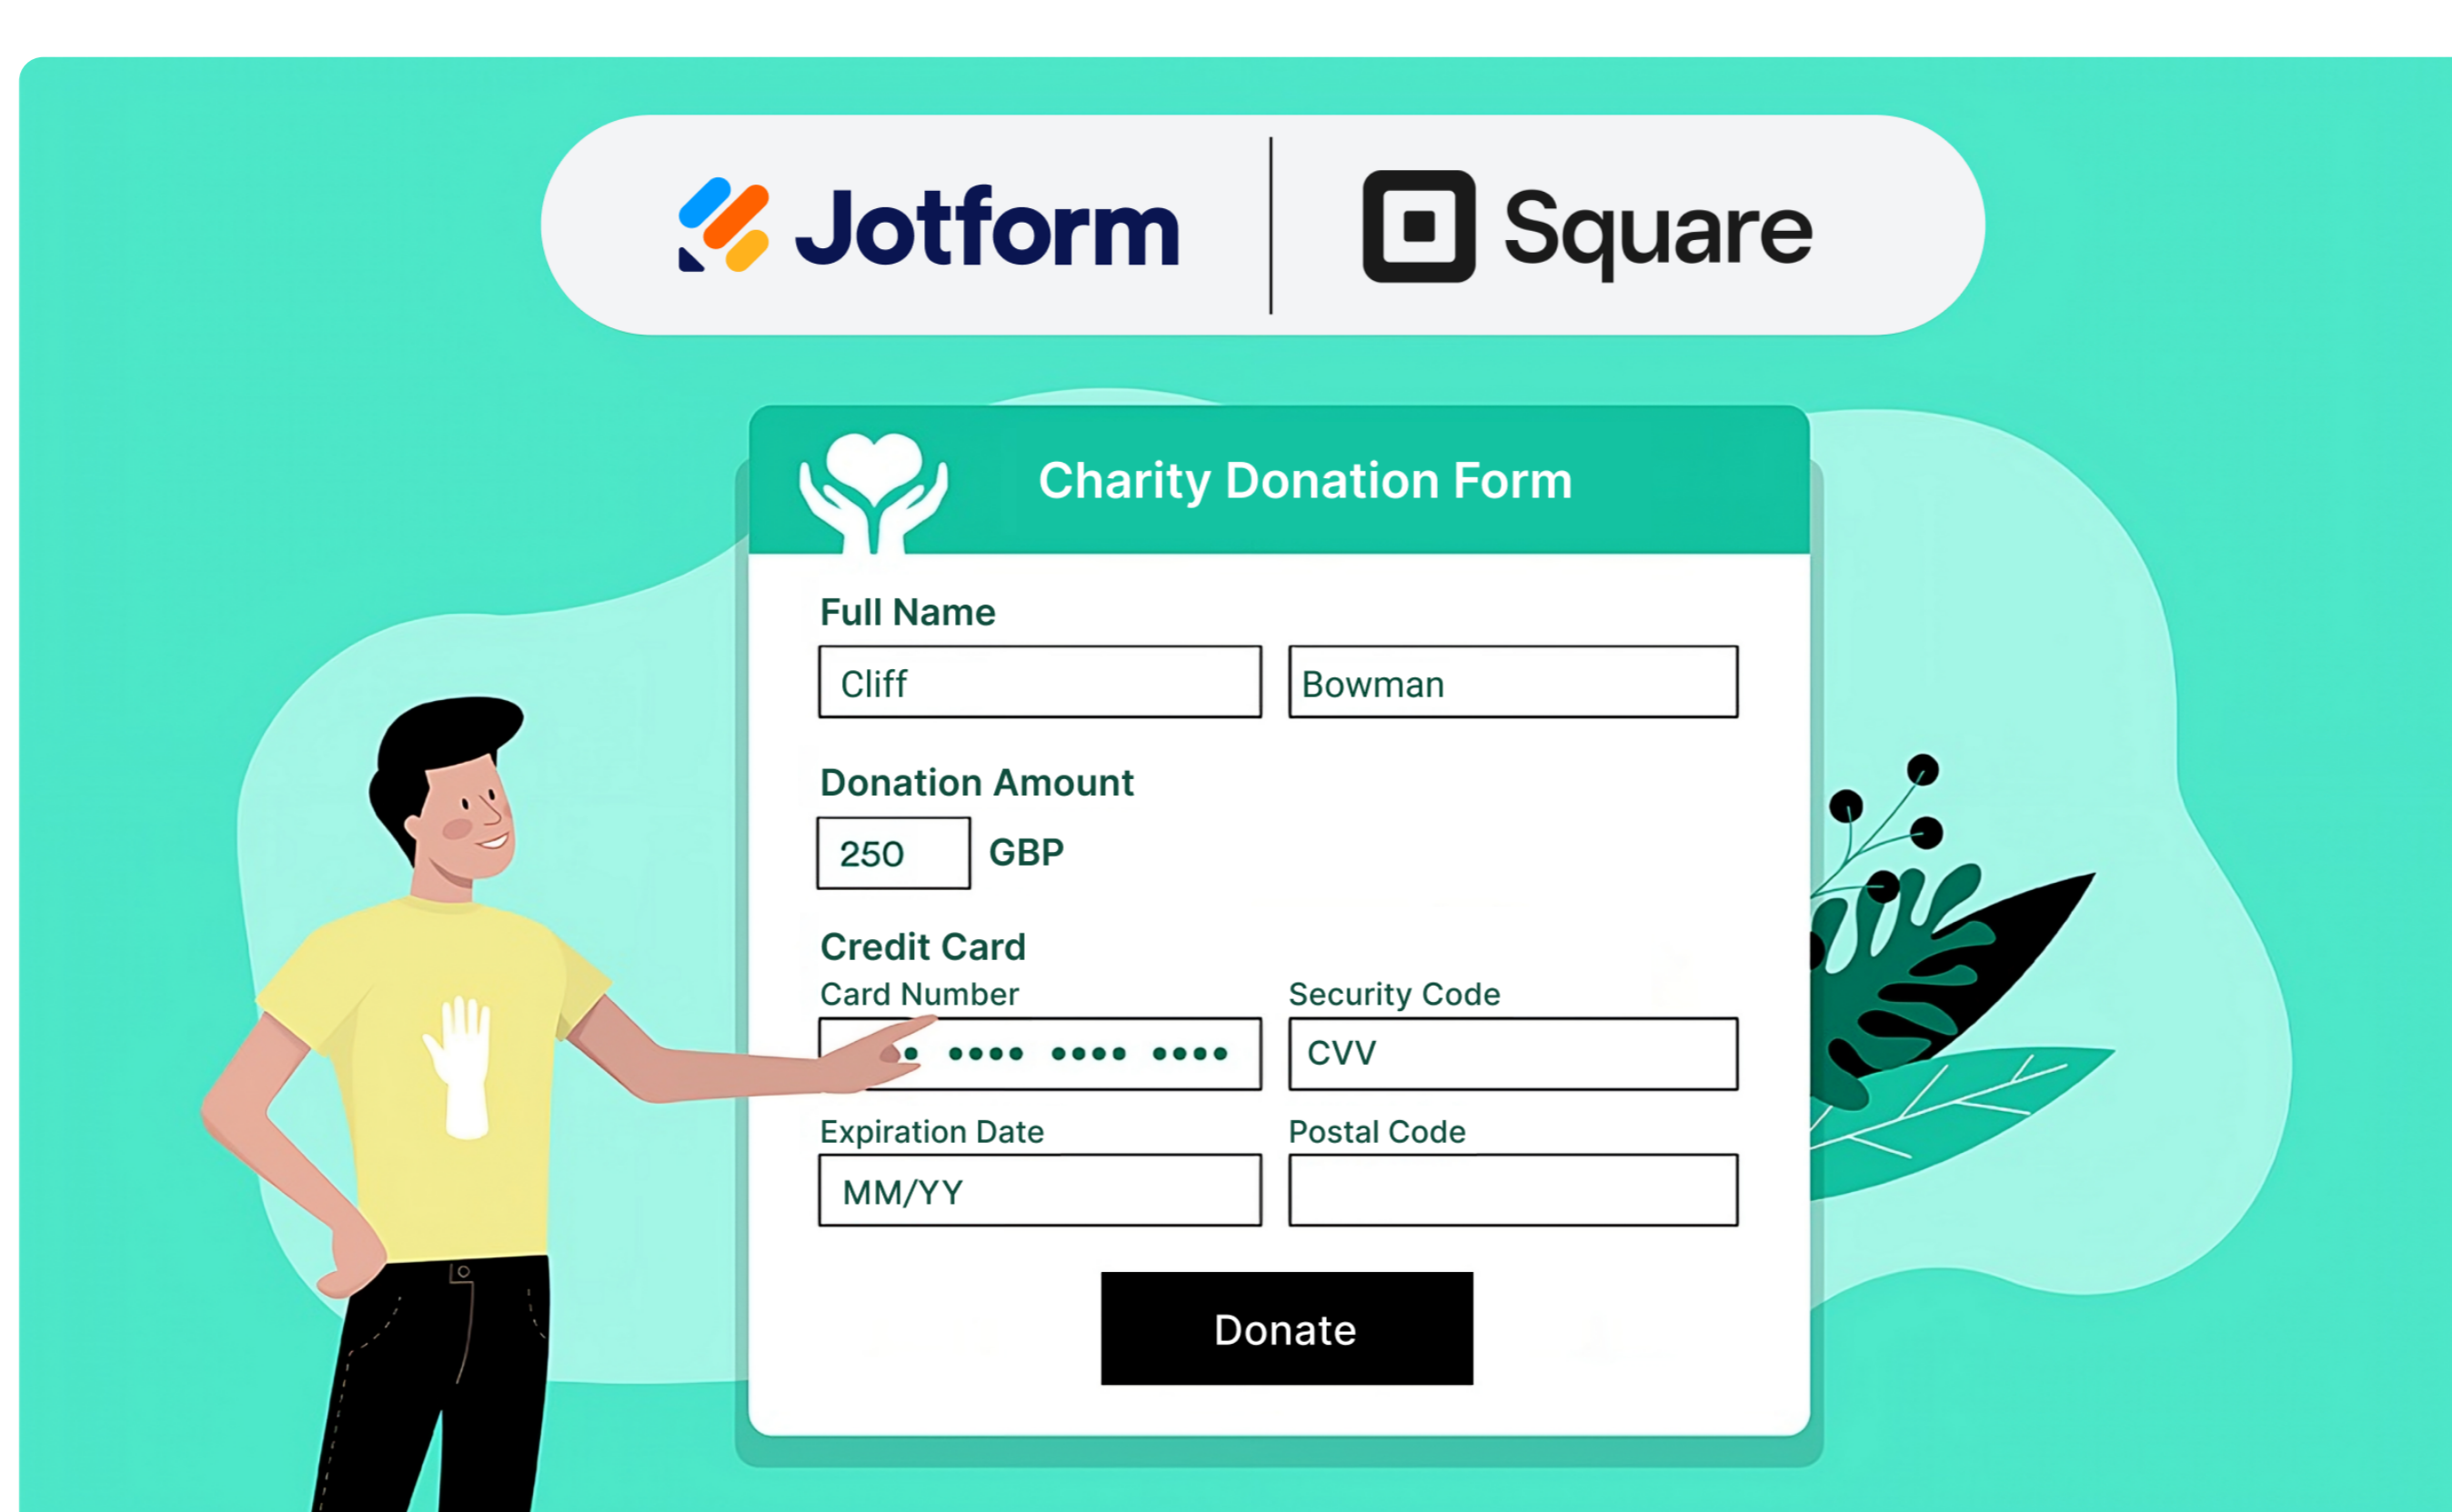 Jotform
Square
Charity Donation Form
Full Name
Cliff
Bowman
Donation Amount
250 GBP
Credit Card
Card Number
Security Code
CVV
Expiration Date
Postal Code
MM/YY
Donate